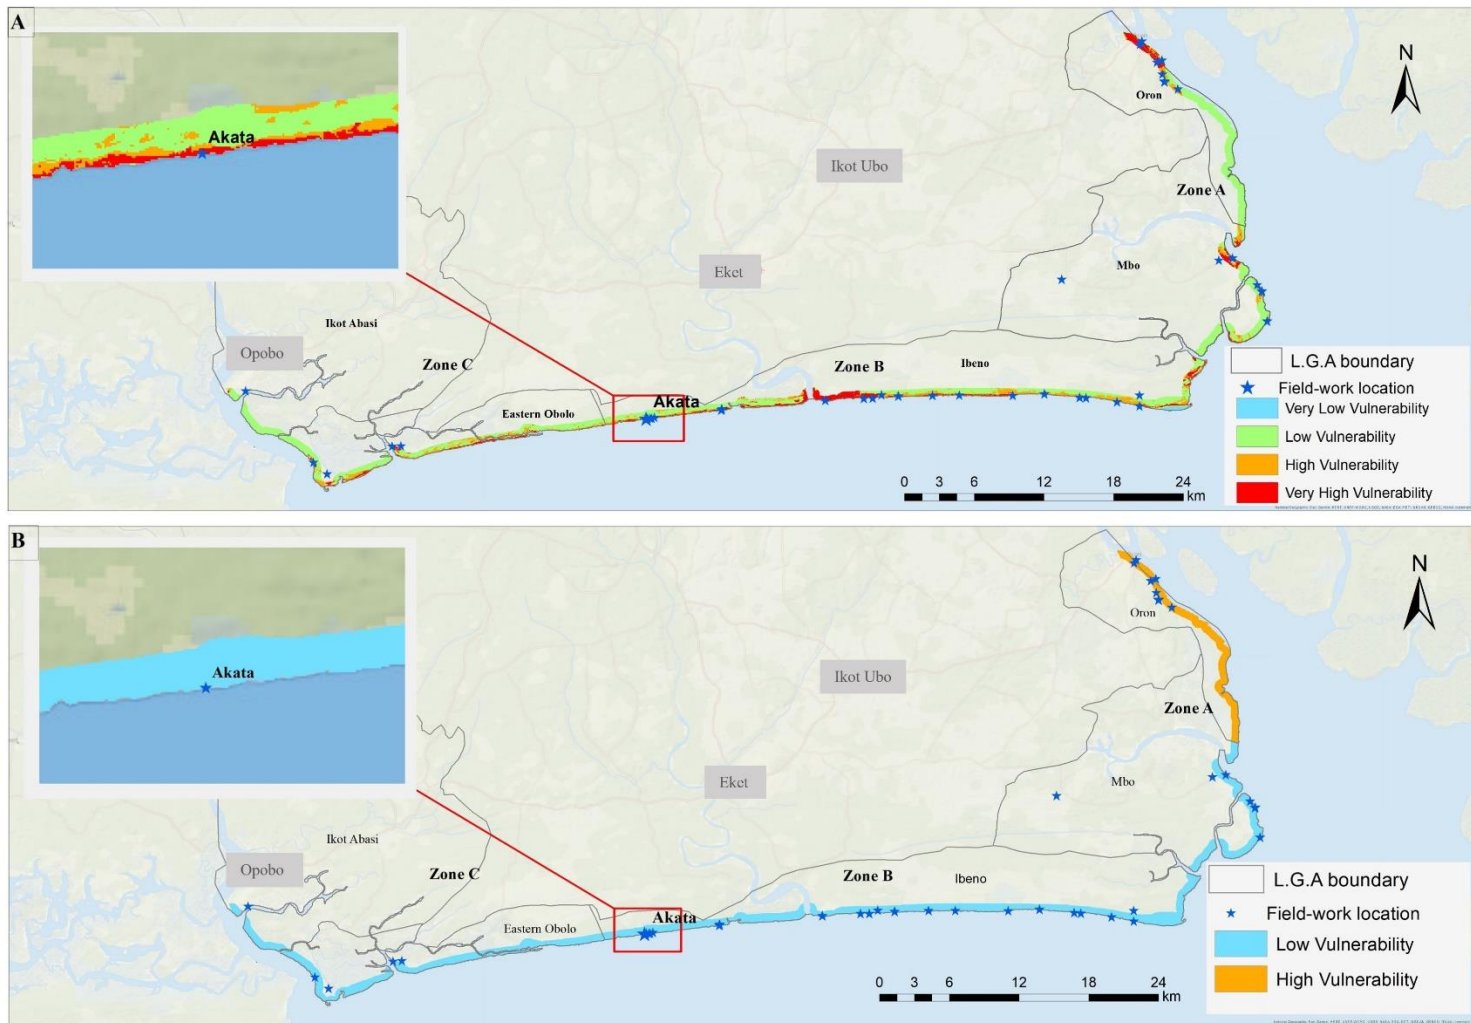 A
N
Akata
Oron
Ikot Ubo
Zone A
Eket
Mbo
Ikot Abasi
Opobo
Zone C
Zone B
Ibeno
Akata
Eastern Obolo
L.G.A boundary
Field-work location
Very Low Vulnerability
Low Vulnerability
High Vulnerability
Very High Vulnerability
0 3 6 12 18 24
km
B
N
Akata
Oron
Ikot Ubo
Zone A
Eket
Mbo
Ikot Abasi
Opobo
Zone C
Zone B
Ibeno
Akata
Eastern Obolo
L.G.A boundary
Field-work location
Low Vulnerability
High Vulnerability
0 3 6 12 18 24
km